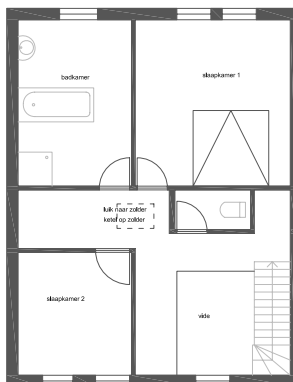 badkamer
slaapkamer 1
luik naar zolder
ketel op zolder
slaapkamer 2
vide